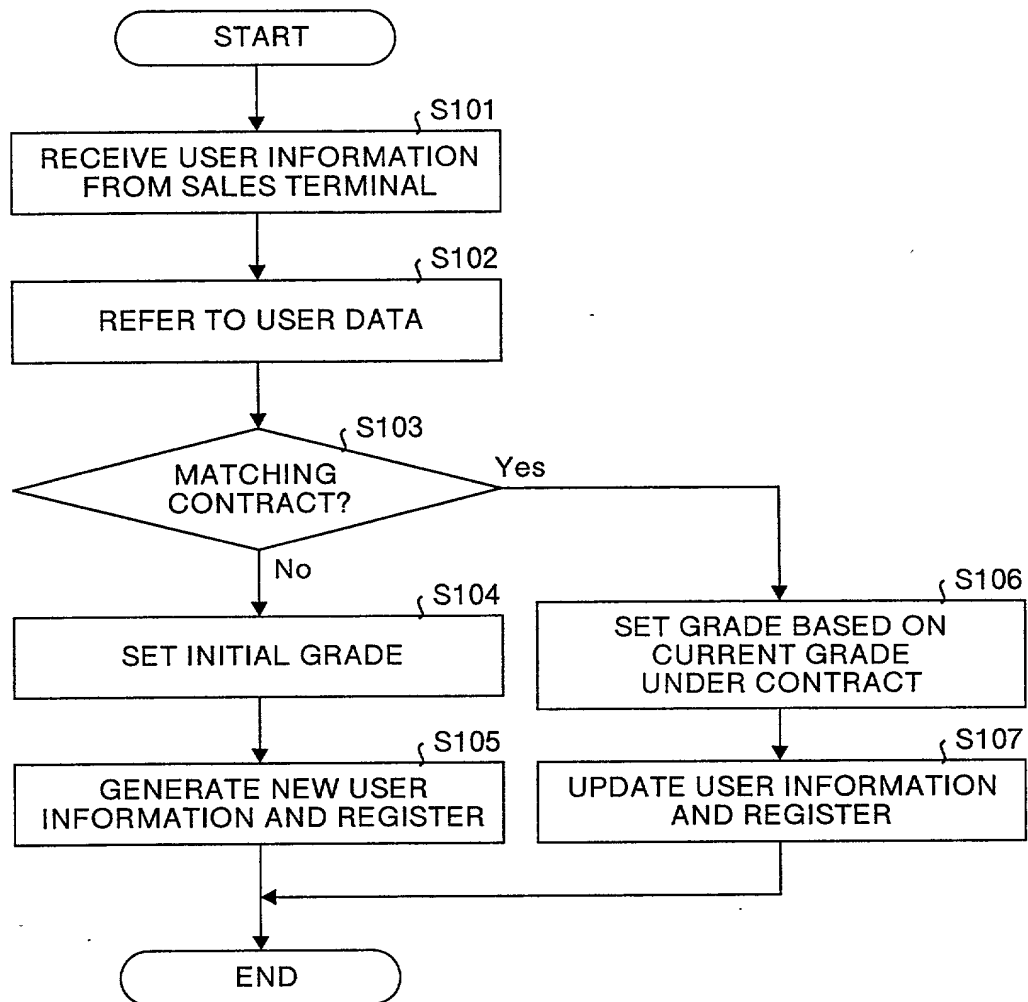 START
S101
RECEIVE USER INFORMATION
FROM SALES TERMINAL
S102
REFER TO USER DATA
S103
MATCHING
CONTRACT?
Yes
No
S104
SET INITIAL GRADE
S105
GENERATE NEW USER
INFORMATION AND REGISTER
S106
SET GRADE BASED ON
CURRENT GRADE
UNDER CONTRACT
S107
UPDATE USER INFORMATION
AND REGISTER
END